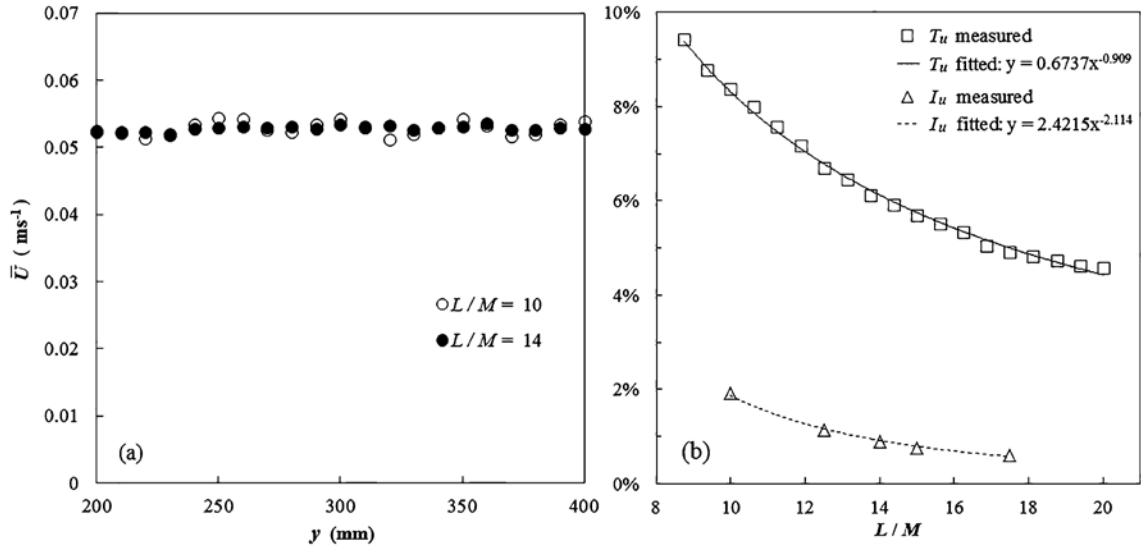 0.07
0.06
0.05
0.04
0.03
0.02
0.01
0
U̿ ( ms⁻¹ )
200
250
300
350
400
y (mm)
L / M = 10
L / M = 14
(a)
10%
8%
6%
4%
2%
0%
8
10
12
14
16
18
20
L / M
Tᵤ measured
Tᵤ fitted: y = 0.6737x⁻⁰·⁹⁰⁹
Iᵤ measured
Iᵤ fitted: y = 2.4215x⁻²·¹¹⁴
(b)